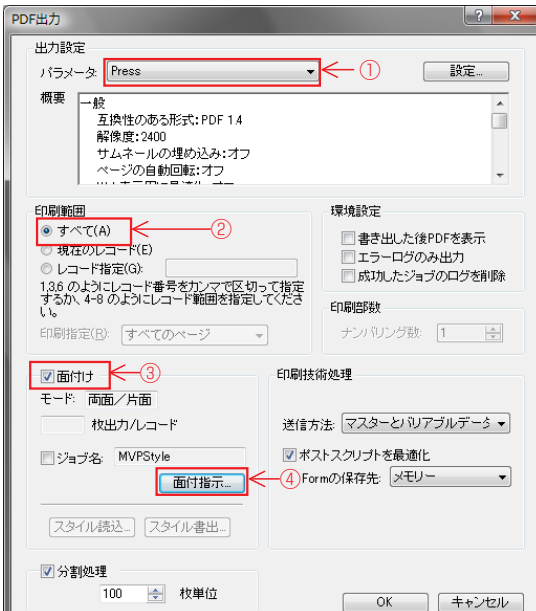 PDF出力
出力設定
パラメータ: Press ① 設定...
概要
一般
互換性のある形式: PDF 1.4
解像度: 2400
サムネールの埋め込み: オフ
ページの自動回転: オフ
印刷範囲
すべて(A) ②
現在のレコード(E)
レコード指定(G):
1,3,6 のようにレコード番号をカンマで区切って指定
するか、4-8 のようにレコード範囲を指定してくださ
い。
印刷指定(R): すべてのページ
環境設定
書き出した後PDFを表示
エラーログのみ出力
成功したジョブのログを削除
印刷部数
ナンバリング数: 1
面付け ③
モード: 両面／片面
枚出力/レコード
ジョブ名: MVPStyle
面付指示... ④
スタイル読込... スタイル書出...
印刷技術処理
送信方法: マスターとバリアブルデータ
ポストスクリプトを最適化
Formの保存先: メモリー
分割処理
100 枚単位
OK キャンセル